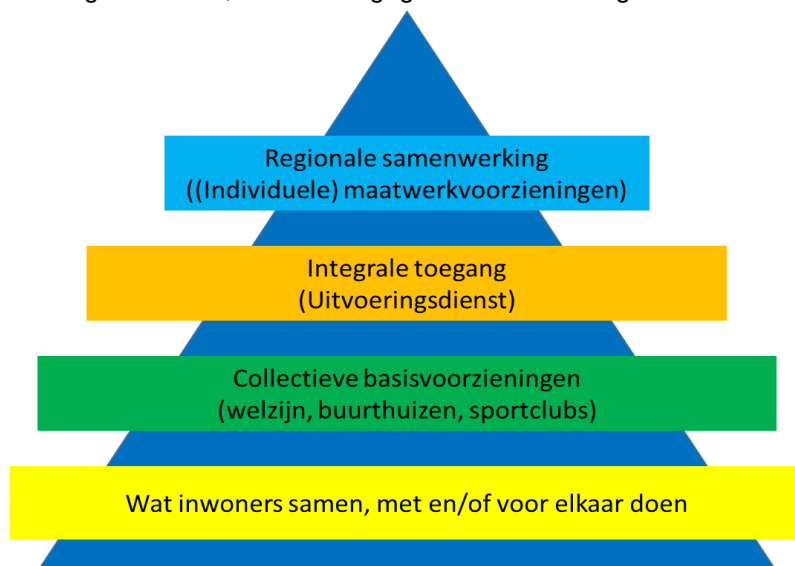 Regionale samenwerking
((Individuele) maatwerkvoorzieningen)
Integrale toegang
(Uitvoeringsdienst)
Collectieve basisvoorzieningen
(welzijn, buurthuizen, sportclubs)
Wat inwoners samen, met en/of voor elkaar doen